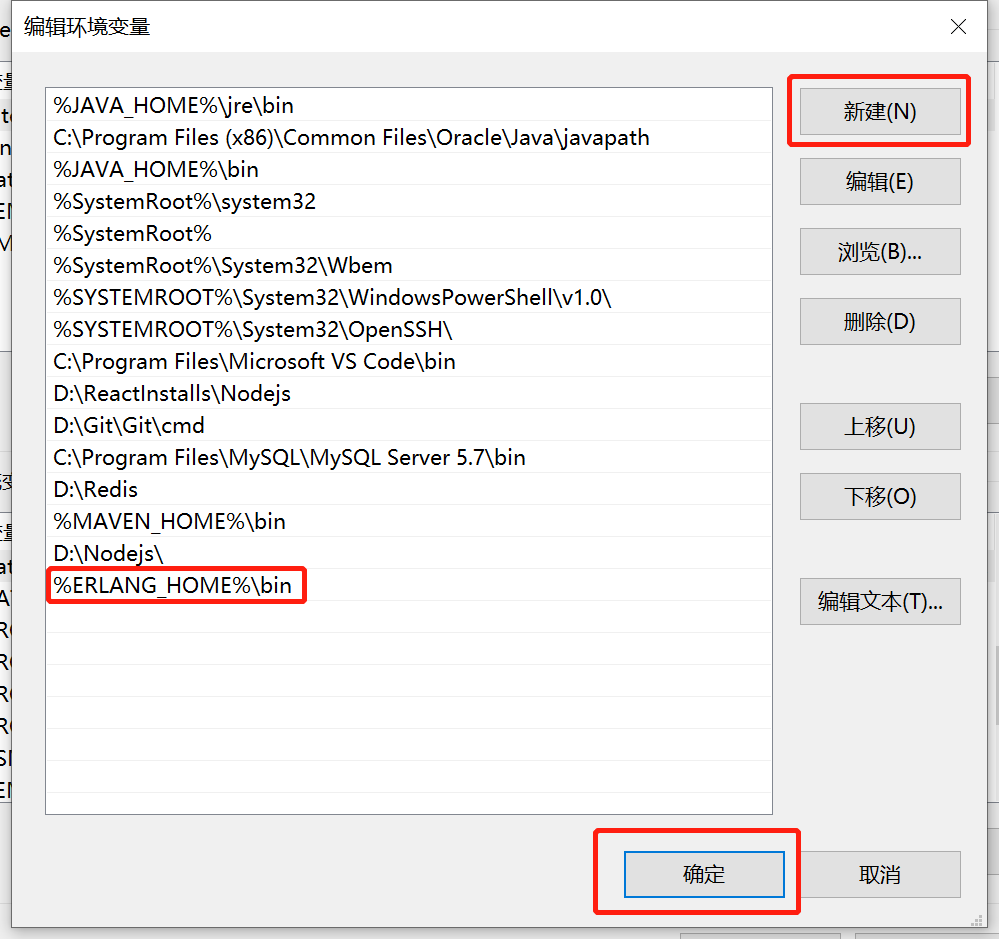 编辑环境变量
%JAVA_HOME%\jre\bin
C:\Program Files (x86)\Common Files\Oracle\Java\javapath
%JAVA_HOME%\bin
%SystemRoot%\system32
%SystemRoot%
%SystemRoot%\System32\Wbem
%SYSTEMROOT%\System32\WindowsPowerShell\v1.0\
%SYSTEMROOT%\System32\OpenSSH\
C:\Program Files\Microsoft VS Code\bin
D:\ReactInstalls\Nodejs
D:\Git\Git\cmd
C:\Program Files\MySQL\MySQL Server 5.7\bin
D:\Redis
%MAVEN_HOME%\bin
D:\Nodejs\
%ERLANG_HOME%\bin
新建(N)
编辑(E)
浏览(B)...
删除(D)
上移(U)
下移(O)
编辑文本(T)...
确定
取消